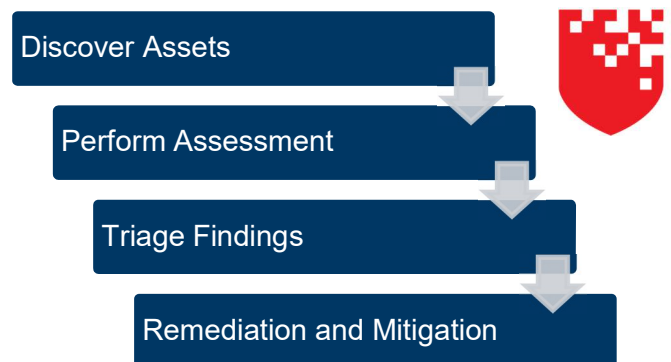 Discover Assets
Perform Assessment
Triage Findings
Remediation and Mitigation